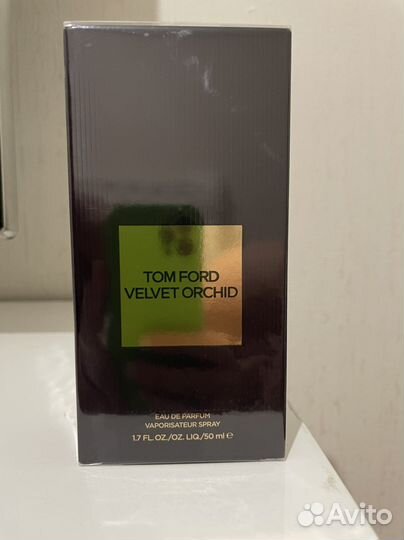 TOM FORD
VELVET ORCHID
EAU DE PARFUM
VAPORISATEUR SPRAY
1.7 FL. OZ./OZ. LIQ./50 ml e
Avito